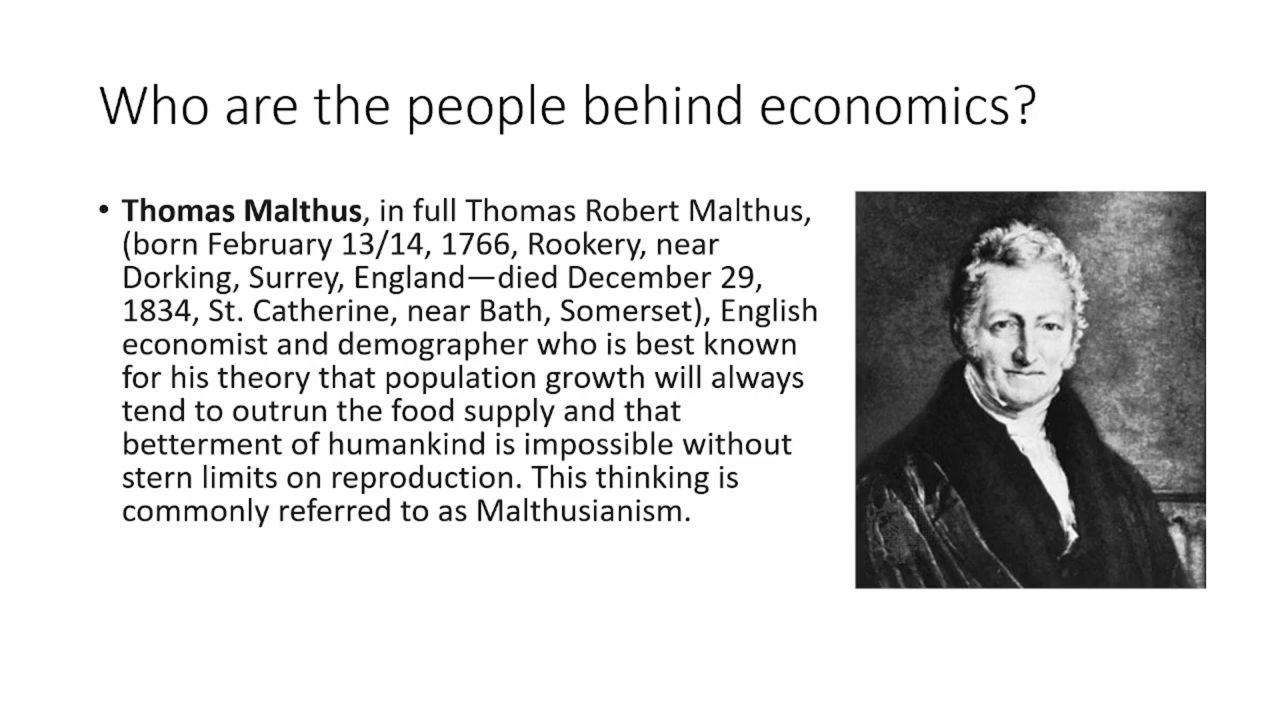 Who are the people behind economics?
• Thomas Malthus, in full Thomas Robert Malthus,
(born February 13/14, 1766, Rookery, near
Dorking, Surrey, England—died December 29,
1834, St. Catherine, near Bath, Somerset), English
economist and demographer who is best known
for his theory that population growth will always
tend to outrun the food supply and that
betterment of humankind is impossible without
stern limits on reproduction. This thinking is
commonly referred to as Malthusianism.